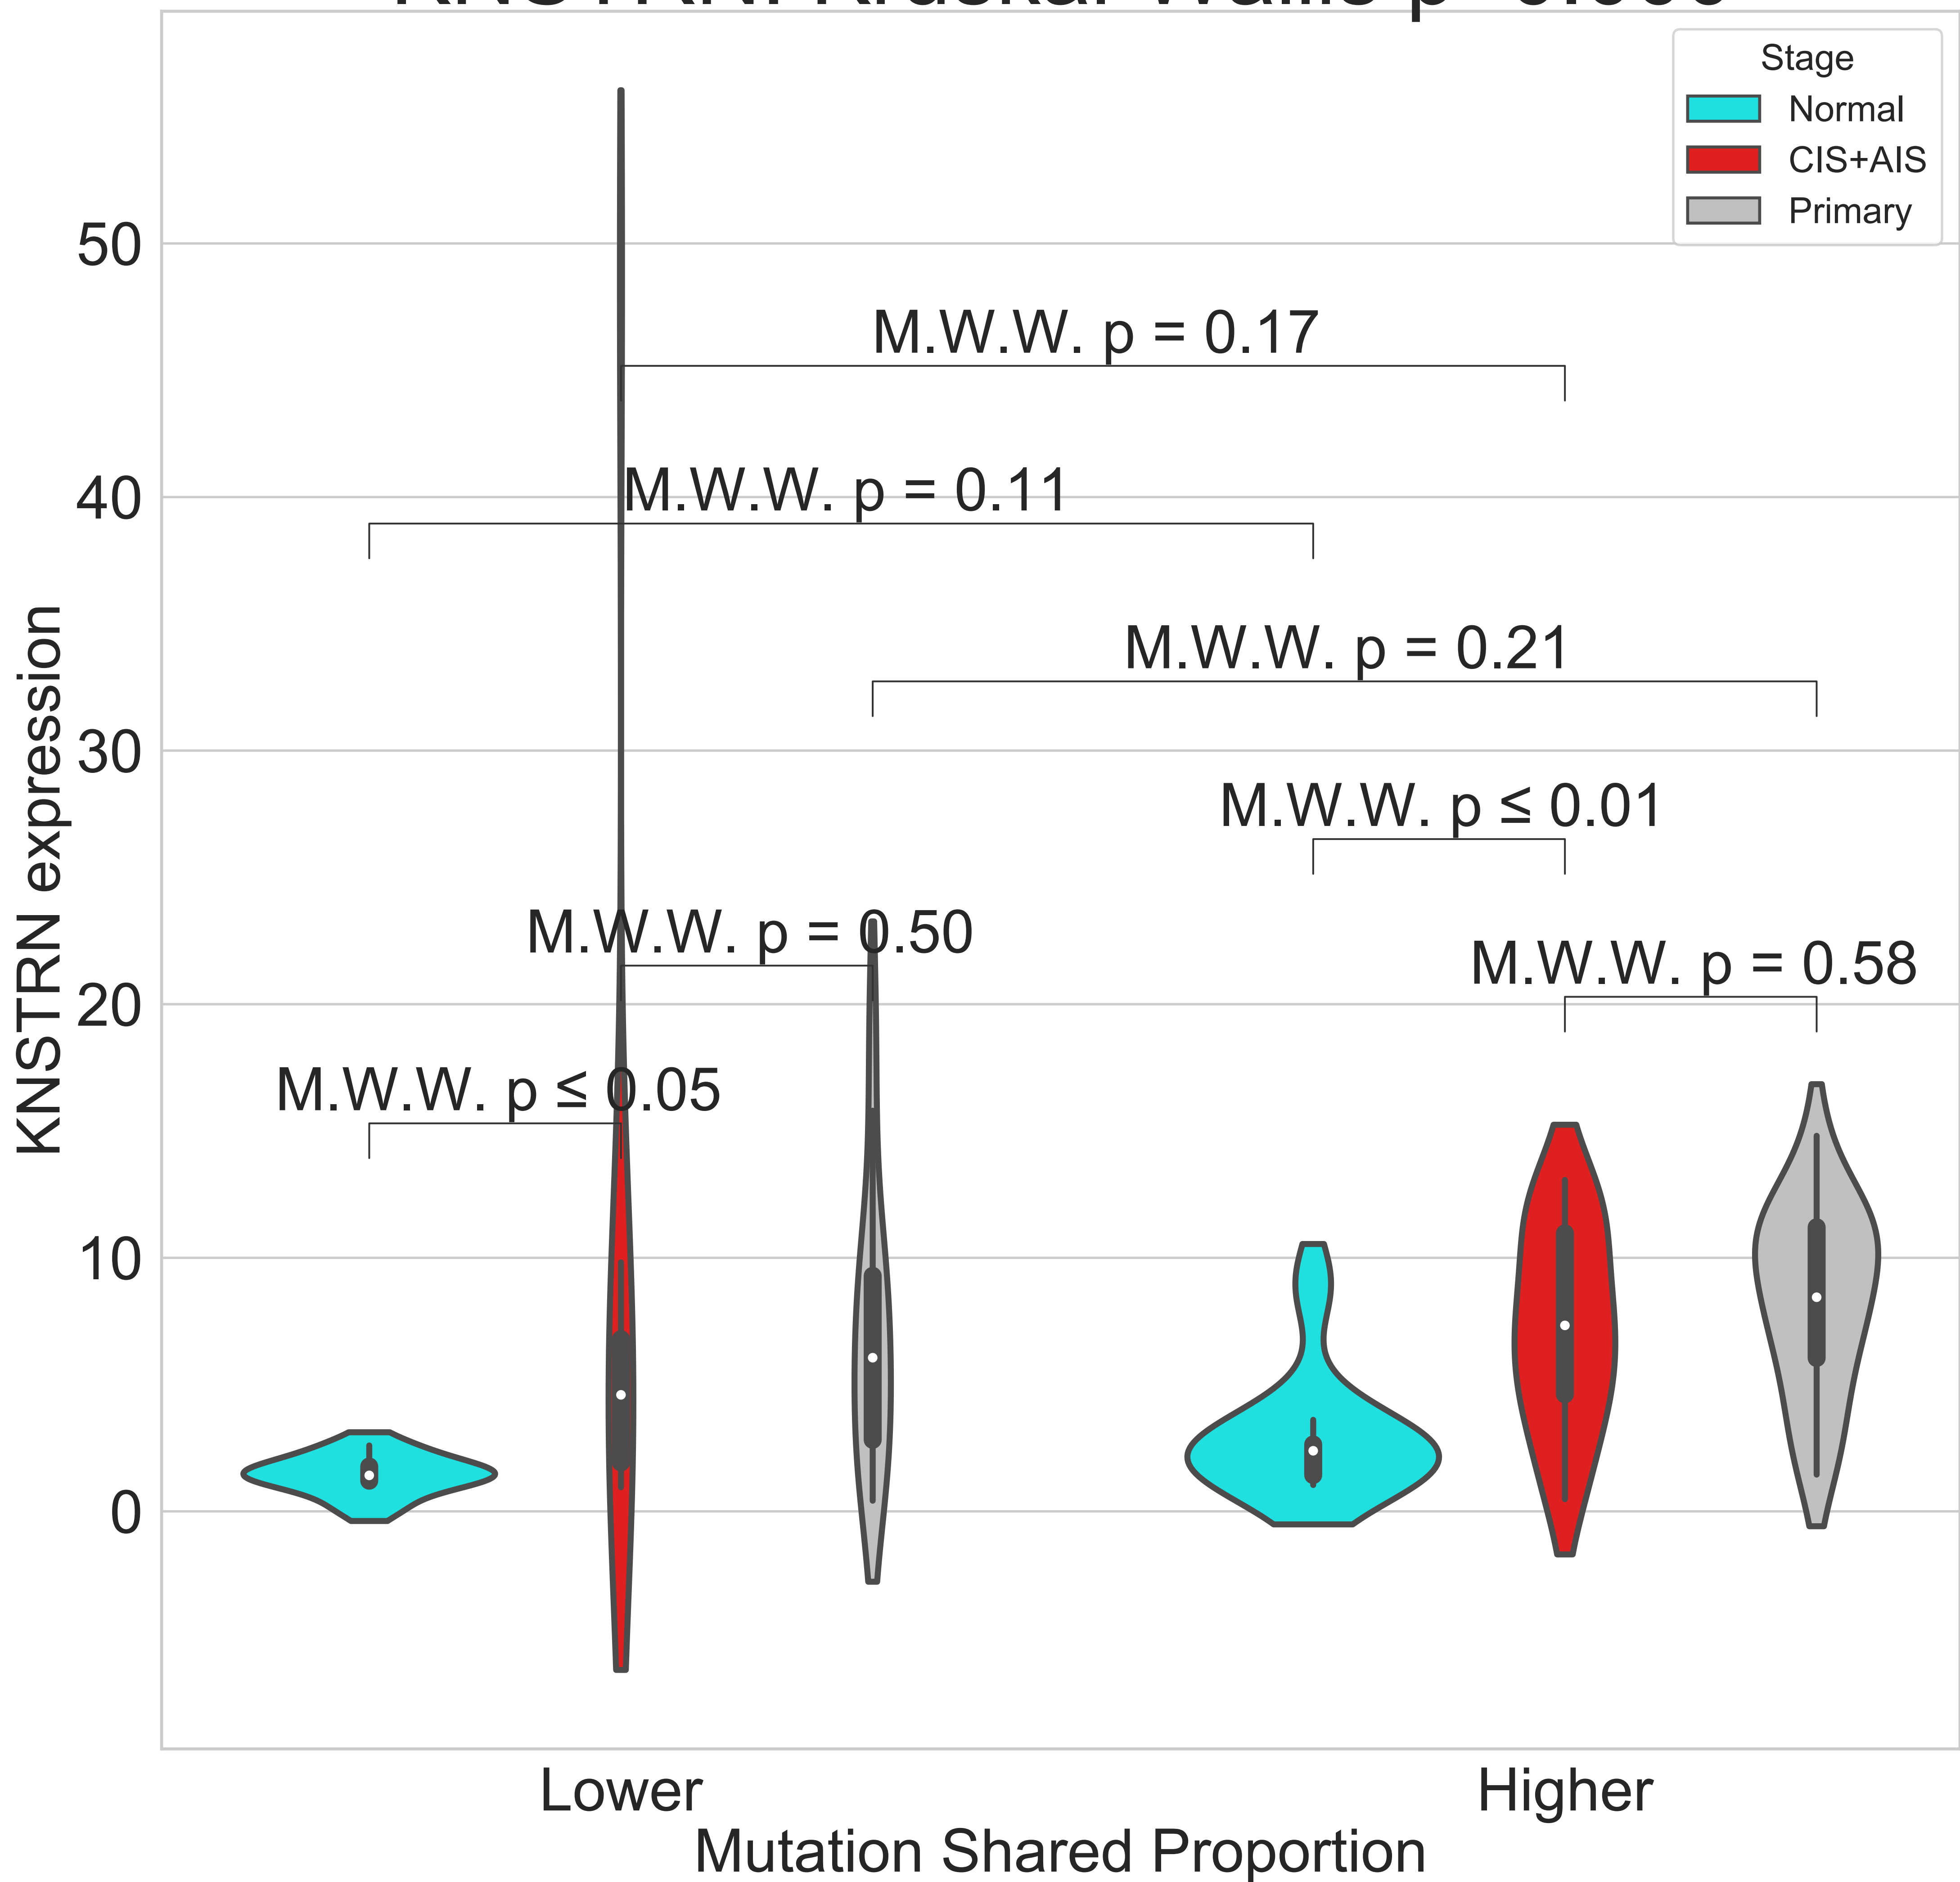 Stage
Normal
CIS+AIS
Primary
50
40
30
20
10
0
KNSTRN expression
M.W.W. p = 0.17
M.W.W. p = 0.11
M.W.W. p = 0.21
M.W.W. p ≤ 0.01
M.W.W. p = 0.50
M.W.W. p = 0.58
M.W.W. p ≤ 0.05
Lower
Higher
Mutation Shared Proportion